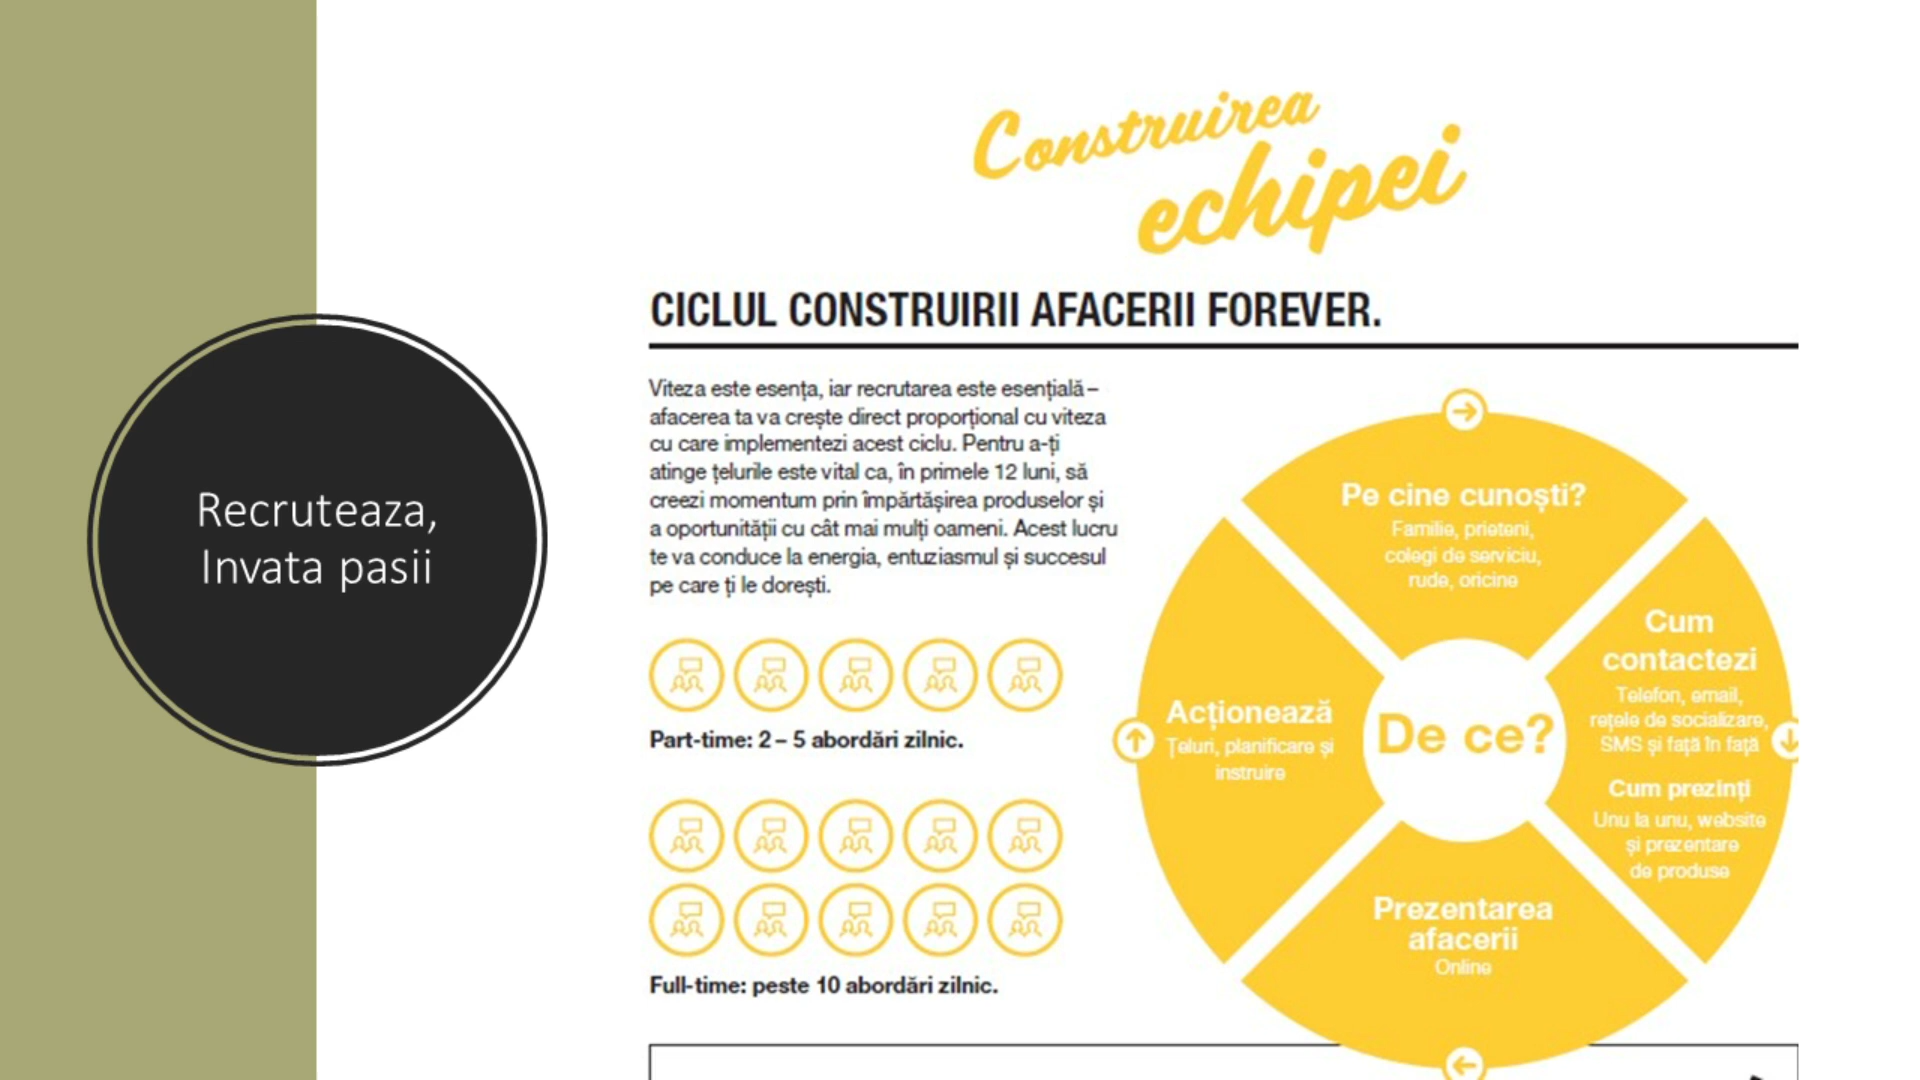 Recruteaza,
Invata pasii
Construirea
echipei
CICLUL CONSTRUIRII AFACERII FOREVER.
Viteza este esența, iar recrutarea este esențială –
afacerea ta va crește direct proporțional cu viteza
cu care implementezi acest ciclu. Pentru a-ți
atinge țelurile este vital ca, în primele 12 luni, să
creezi momentum prin împărtășirea produselor și
a oportunității cu cât mai mulți oameni. Acest lucru
te va conduce la energia, entuziasmul și succesul
pe care ți le dorești.
Part-time: 2 – 5 abordări zilnic.
Full-time: peste 10 abordări zilnic.
Pe cine cunoști?
Familie, prieteni,
colegi de serviciu,
rude, oricine
Cum
contactezi
Telefon, email,
rețele de socializare,
SMS și față în față
Cum prezinți
Unu la unu, website
și prezentare
de produse
Prezentarea
afacerii
Online
Acționează
Țeluri, planificare și
instruire
De ce?